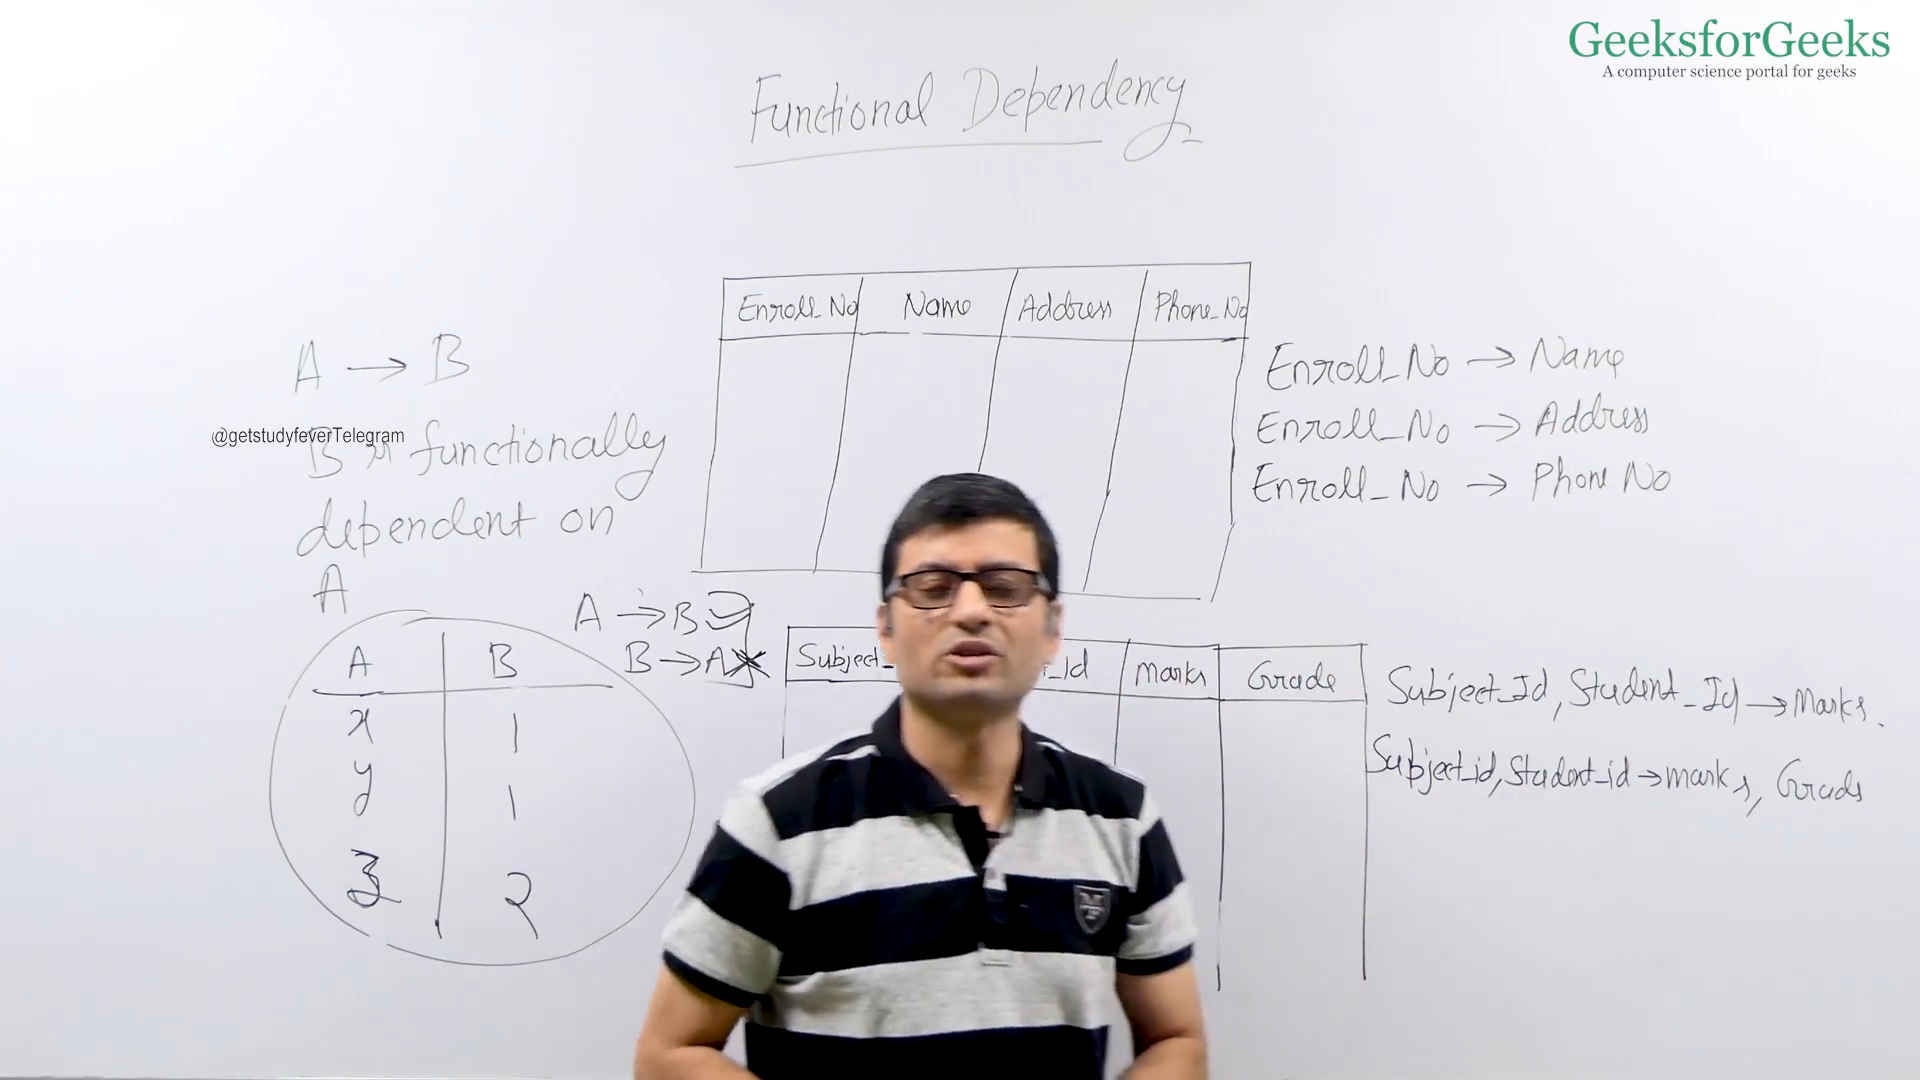 GeeksforGeeks
A computer science portal for geeks
Functional Dependency
Enroll_No Name Address Phone_No
A → B
B is functionally
dependent on
A
@getstudyfeverTelegram
Enroll_No → Name
Enroll_No → Address
Enroll_No → Phone No
A → B
B → A
A B
x 1
y 1
z 2
Subject_ _Id Marks Grade
Subject_Id, Student_Id → Marks.
Subject_id, Student_id → marks, Grade